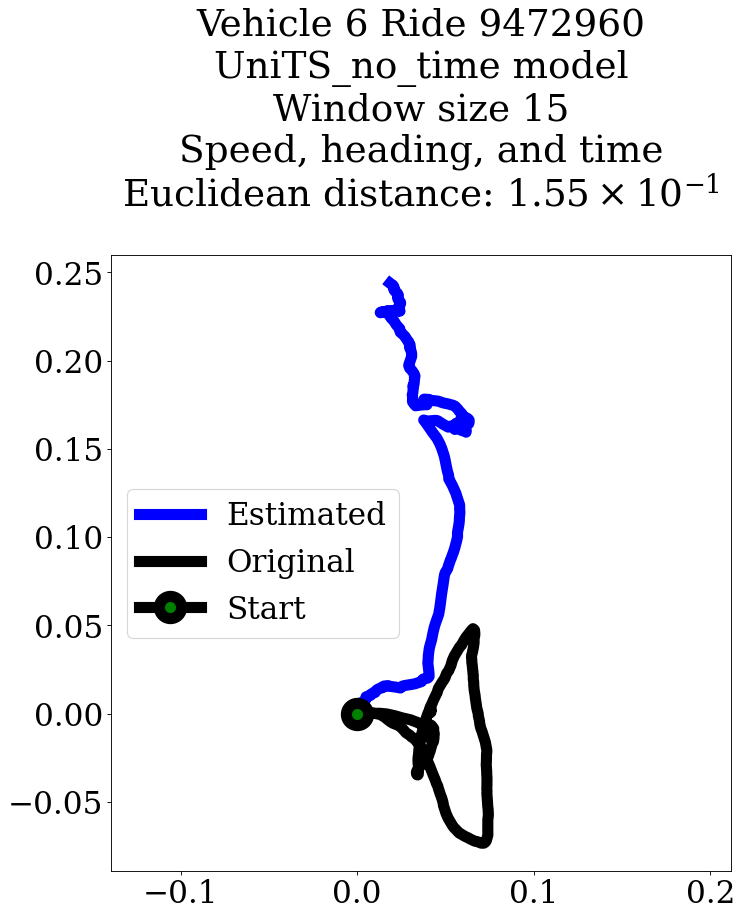 Vehicle 6 Ride 9472960
UniTS_no_time model
Window size 15
Speed, heading, and time
Euclidean distance: 1.55 × 10⁻¹
0.25
0.20
0.15
0.10
0.05
0.00
−0.05
Estimated
Original
Start
−0.1
0.0
0.1
0.2